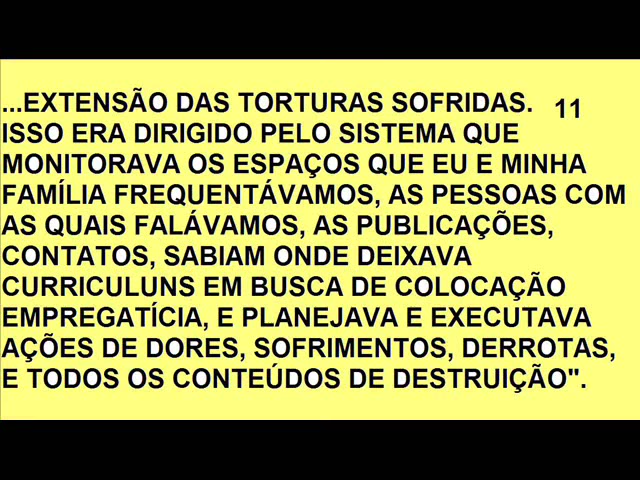 ...EXTENSÃO DAS TORTURAS SOFRIDAS. 11
ISSO ERA DIRIGIDO PELO SISTEMA QUE
MONITORAVA OS ESPAÇOS QUE EU E MINHA
FAMÍLIA FREQUENTÁVAMOS, AS PESSOAS COM
AS QUAIS FALÁVAMOS, AS PUBLICAÇÕES,
CONTATOS, SABIAM ONDE DEIXAVA
CURRICULUNS EM BUSCA DE COLOCAÇÃO
EMPREGATÍCIA, E PLANEJAVA E EXECUTAVA
AÇÕES DE DORES, SOFRIMENTOS, DERROTAS,
E TODOS OS CONTEÚDOS DE DESTRUIÇÃO".